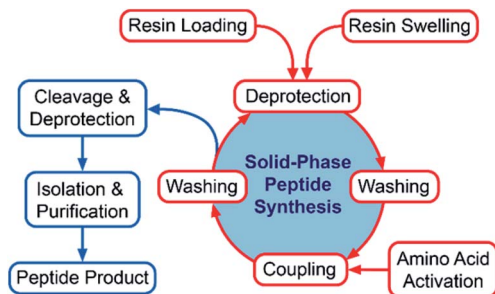 Resin Loading
Resin Swelling
Deprotection
Cleavage &
Deprotection
Solid-Phase
Peptide
Synthesis
Washing
Washing
Isolation &
Purification
Coupling
Amino Acid
Activation
Peptide Product